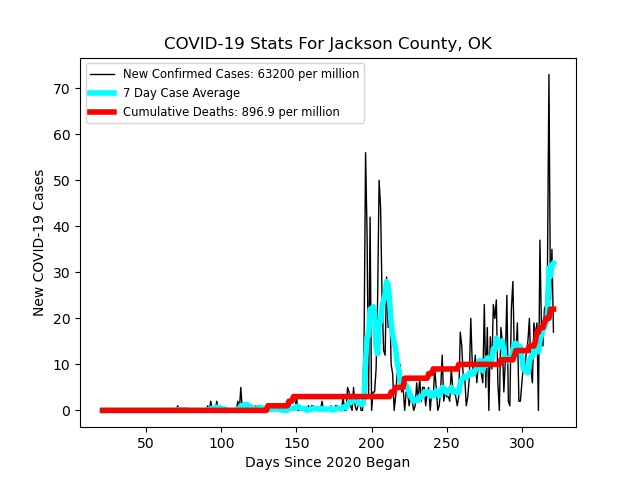 COVID-19 Stats For Jackson County, OK
New Confirmed Cases: 63200 per million
7 Day Case Average
Cumulative Deaths: 896.9 per million
New COVID-19 Cases
70
60
50
40
30
20
10
0
50 100 150 200 250 300
Days Since 2020 Began